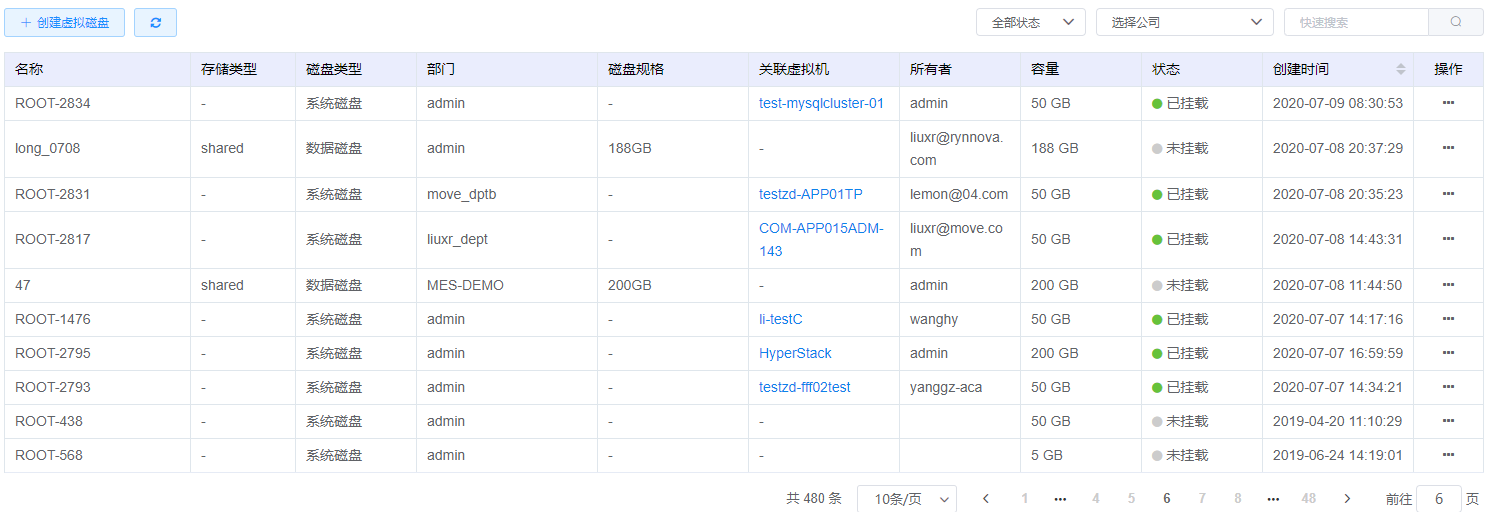 + 创建虚拟磁盘 全部状态 选择公司 快速搜索
名称 存储类型 磁盘类型 部门 磁盘规格 关联虚拟机 所有者 容量 状态 创建时间 操作
ROOT-2834 - 系统磁盘 admin - test-mysqlcluster-01 admin 50 GB 已挂载 2020-07-09 08:30:53 •••
long_0708 shared 数据磁盘 admin 188GB - liuxr@rynnova.com 188 GB 未挂载 2020-07-08 20:37:29 •••
ROOT-2831 - 系统磁盘 move_dptb - testzd-APP01TP lemon@04.com 50 GB 已挂载 2020-07-08 20:35:23 •••
ROOT-2817 - 系统磁盘 liuxr_dept - COM-APP015ADM-143 liuxr@move.com 50 GB 已挂载 2020-07-08 14:43:31 •••
47 shared 数据磁盘 MES-DEMO 200GB - admin 200 GB 未挂载 2020-07-08 11:44:50 •••
ROOT-1476 - 系统磁盘 admin - li-testC wanghy 50 GB 已挂载 2020-07-07 14:17:16 •••
ROOT-2795 - 系统磁盘 admin - HyperStack admin 200 GB 已挂载 2020-07-07 16:59:59 •••
ROOT-2793 - 系统磁盘 admin - testzd-fff02test yanggz-aca 50 GB 已挂载 2020-07-07 14:34:21 •••
ROOT-438 - 系统磁盘 admin - - 50 GB 未挂载 2019-04-20 11:10:29 •••
ROOT-568 - 系统磁盘 admin - - 5 GB 未挂载 2019-06-24 14:19:01 •••
共 480 条 10条/页 < 1 ••• 4 5 6 7 8 ••• 48 > 前往 6 页